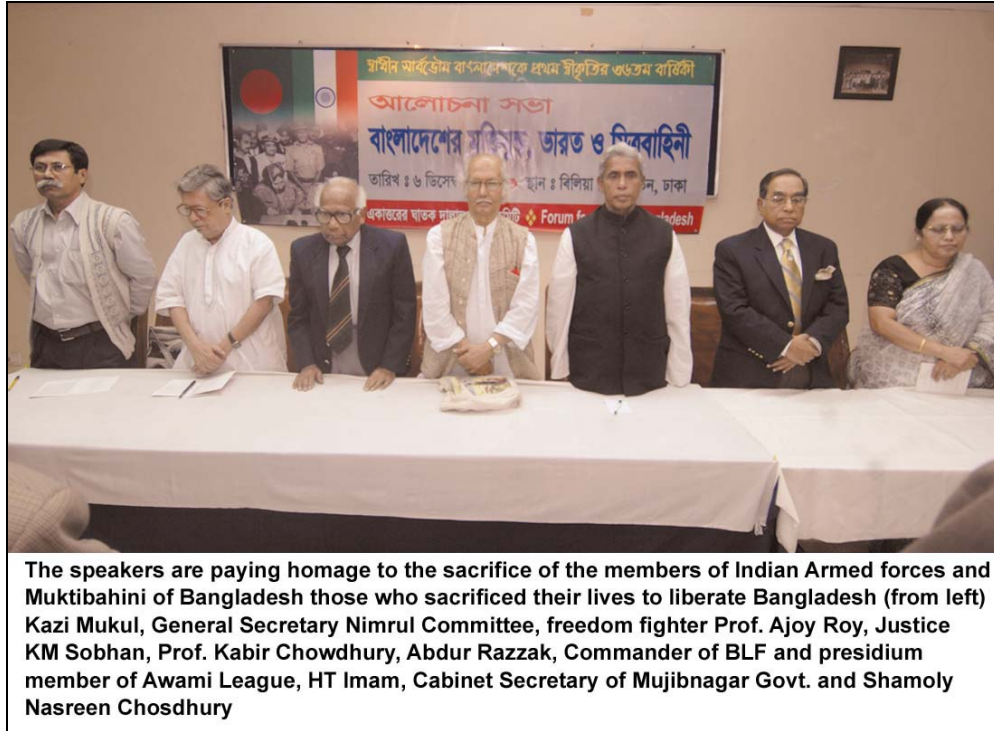 স্বাধীন সার্বভৌম বাংলাদেশকে প্রথম স্বীকৃতির ৩৬তম বার্ষিকী
আলোচনা সভা
বাংলাদেশের ভারত ও মিত্রবাহিনী
তারিখ ঃ ৬ স্থান ঃ বিলিয়া ঢাকা
একাত্তরের ঘাতক Forum
The speakers are paying homage to the sacrifice of the members of Indian Armed forces and
Muktibahini of Bangladesh those who sacrificed their lives to liberate Bangladesh (from left)
Kazi Mukul, General Secretary Nimrul Committee, freedom fighter Prof. Ajoy Roy, Justice
KM Sobhan, Prof. Kabir Chowdhury, Abdur Razzak, Commander of BLF and presidium
member of Awami League, HT Imam, Cabinet Secretary of Mujibnagar Govt. and Shamoly
Nasreen Chosdhury